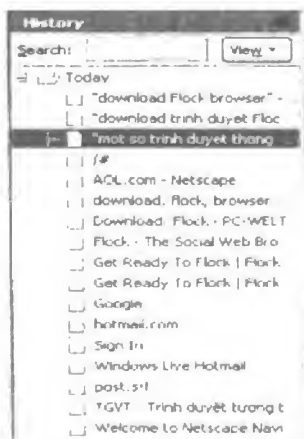 History
Search: View
Today
"download Flock browser" -
"download trinh duyet Floc
"mot so trinh duyet thong
/#
AOL.com - Netscape
download, flock, browser
Download: Flock - PC-WELT
Flock - The Social Web Bro
Get Ready To Flock | Flock
Get Ready To Flock | Flock
Google
hotmail.com
Sign In
Windows Live Hotmail
post.srf
TGVT - Trình duyệt tương t
Welcome to Netscape Navi